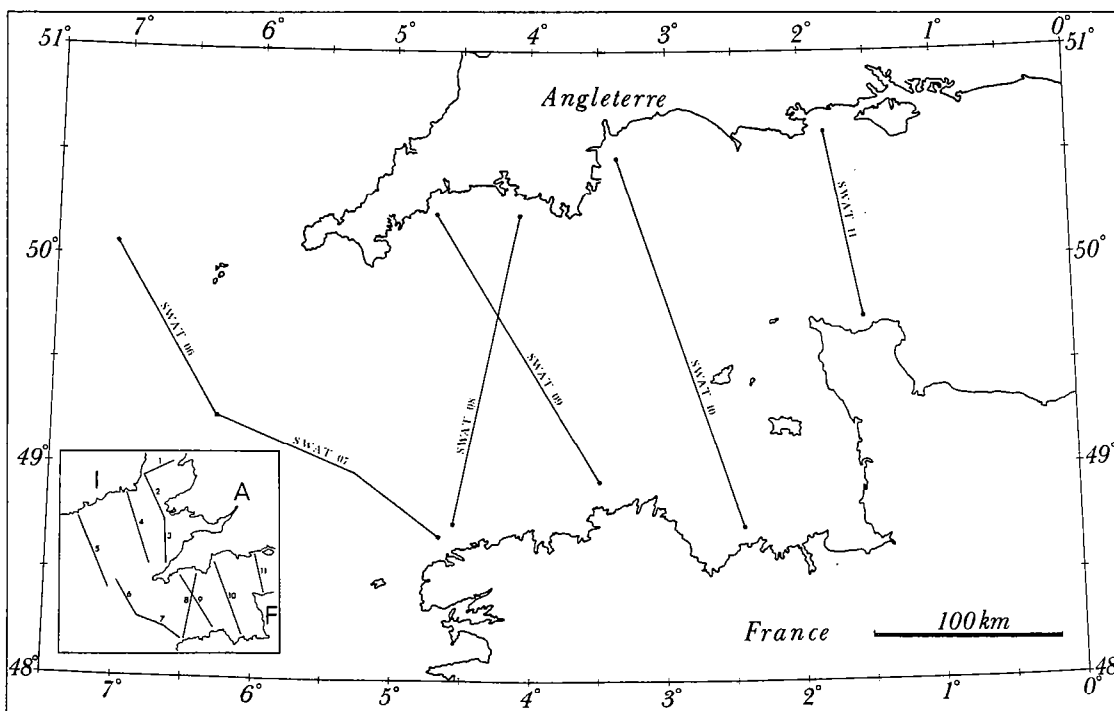 7° 6° 5° 4° 3° 2° 1° 0°
51° 51°
Angleterre
SWAT 11
50° 50°
SWAT 06
SWAT 09
SWAT 10
SWAT 08
SWAT 07
49° 49°
1
I
2
A
4
3
5
11
6
8
9
10
F
7
100 km
France
48° 48°
7° 6° 5° 4° 3° 2° 1° 0°